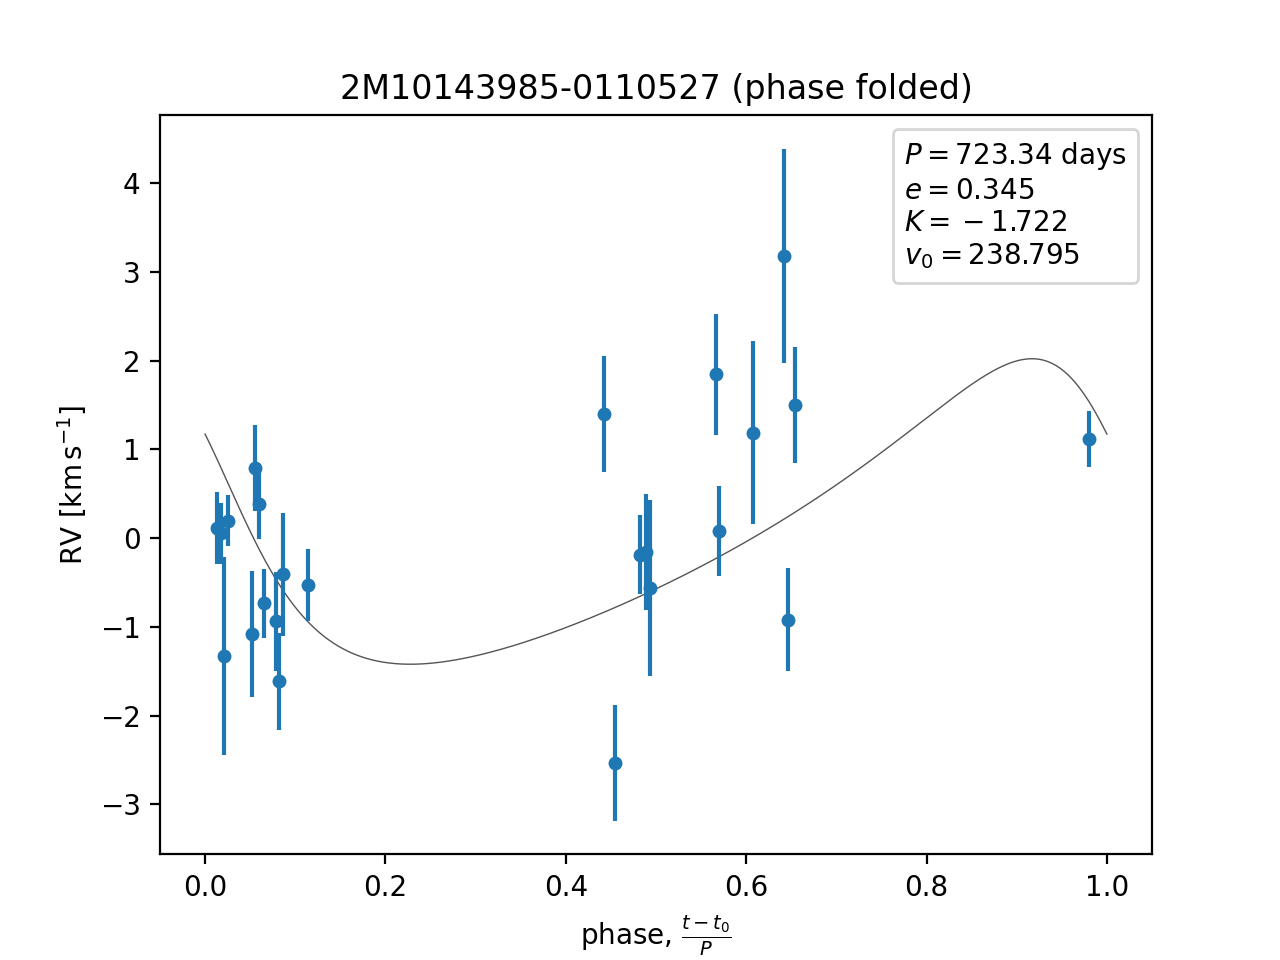 2M10143985-0110527 (phase folded)
P = 723.34 days
e = 0.345
K = −1.722
v₀ = 238.795
4
3
2
1
0
−1
−2
−3
RV [km s⁻¹]
0.0 0.2 0.4 0.6 0.8 1.0
phase, (t − t₀)/P